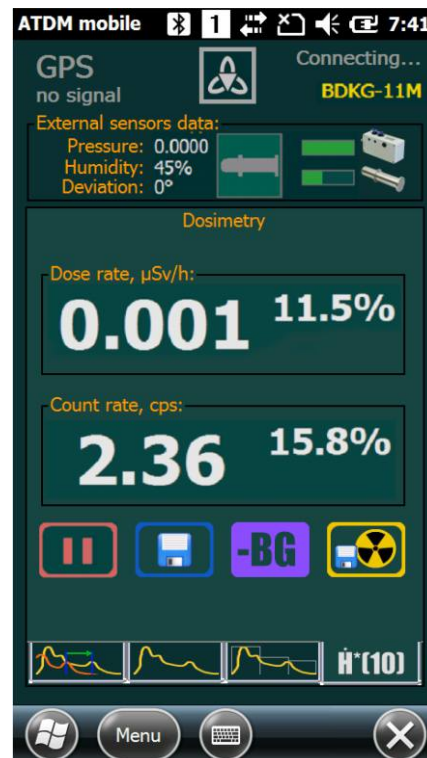 ATDM mobile 1 7:41
GPS
no signal
Connecting...
BDKG-11M
External sensors data:
Pressure: 0.0000
Humidity: 45%
Deviation: 0°
Dosimetry
Dose rate, µSv/h:
0.001 11.5%
Count rate, cps:
2.36 15.8%
-BG
Ḣ*(10)
Menu